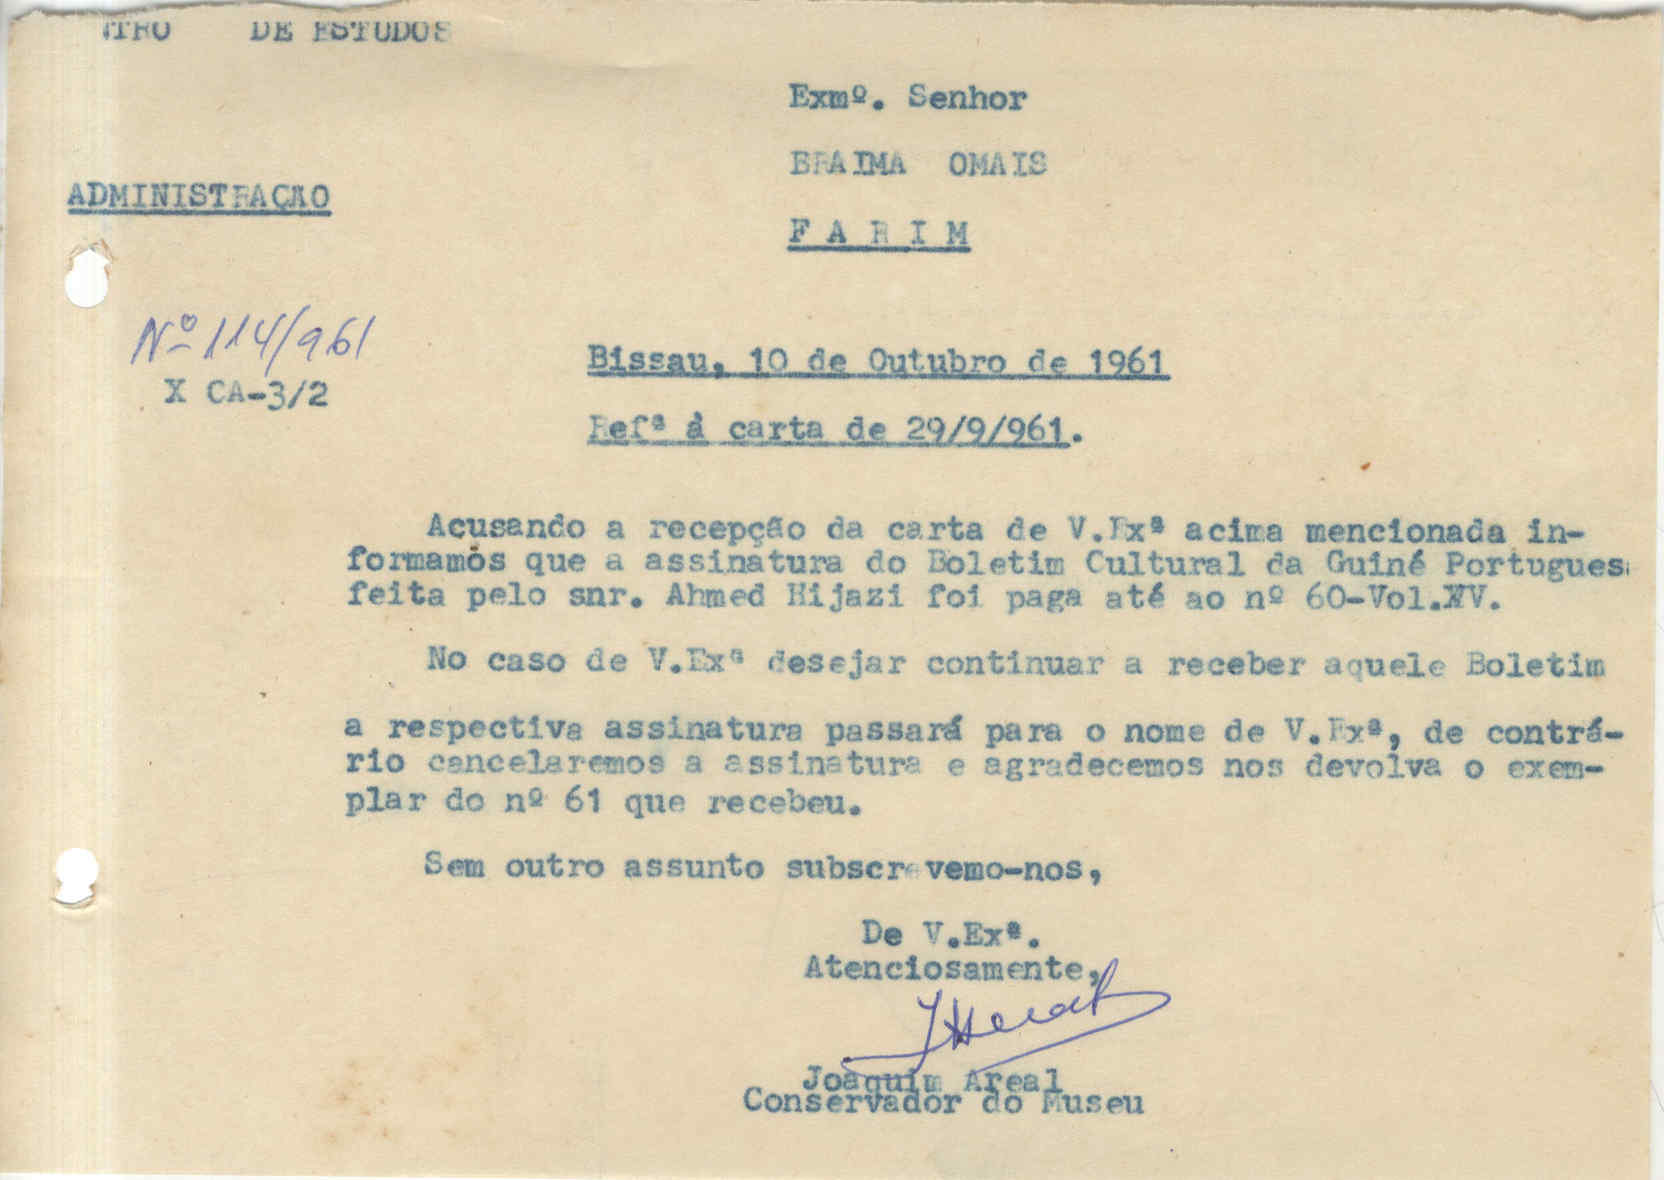 NTRO DE ESTUDOS
Exmº. Senhor
BRAIMA OMAIS
ADMINISTRAÇÃO
F A R I M
Nº 114/961
Bissau, 10 de Outubro de 1961
X CA-3/2
Refª à carta de 29/9/961.
Acusando a recepção da carta de V.Exª acima mencionada in-
formamos que a assinatura do Boletim Cultural da Guiné Portugues
feita pelo snr. Ahmed Hijazi foi paga até ao nº 60-Vol.XV.
No caso de V.Exª desejar continuar a receber aquele Boletim
a respectiva assinatura passará para o nome de V.Exª, de contrá-
rio cancelaremos a assinatura e agradecemos nos devolva o exem-
plar do nº 61 que recebeu.
Sem outro assunto subscrevemo-nos,
De V.Exª.
Atenciosamente,
Joaquim Areal
Conservador do Museu